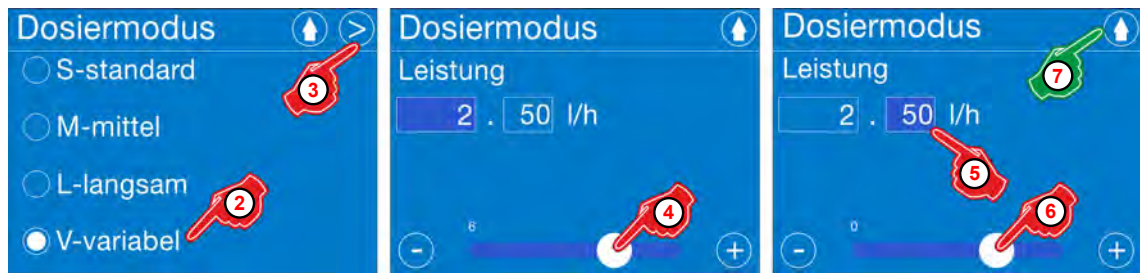 Dosiermodus >
S-standard
3
M-mittel
L-langsam
2
V-variabel
Dosiermodus
Leistung
2 . 50 l/h
4
6
- +
Dosiermodus
7
Leistung
2 . 50 l/h
5
6
0
- +